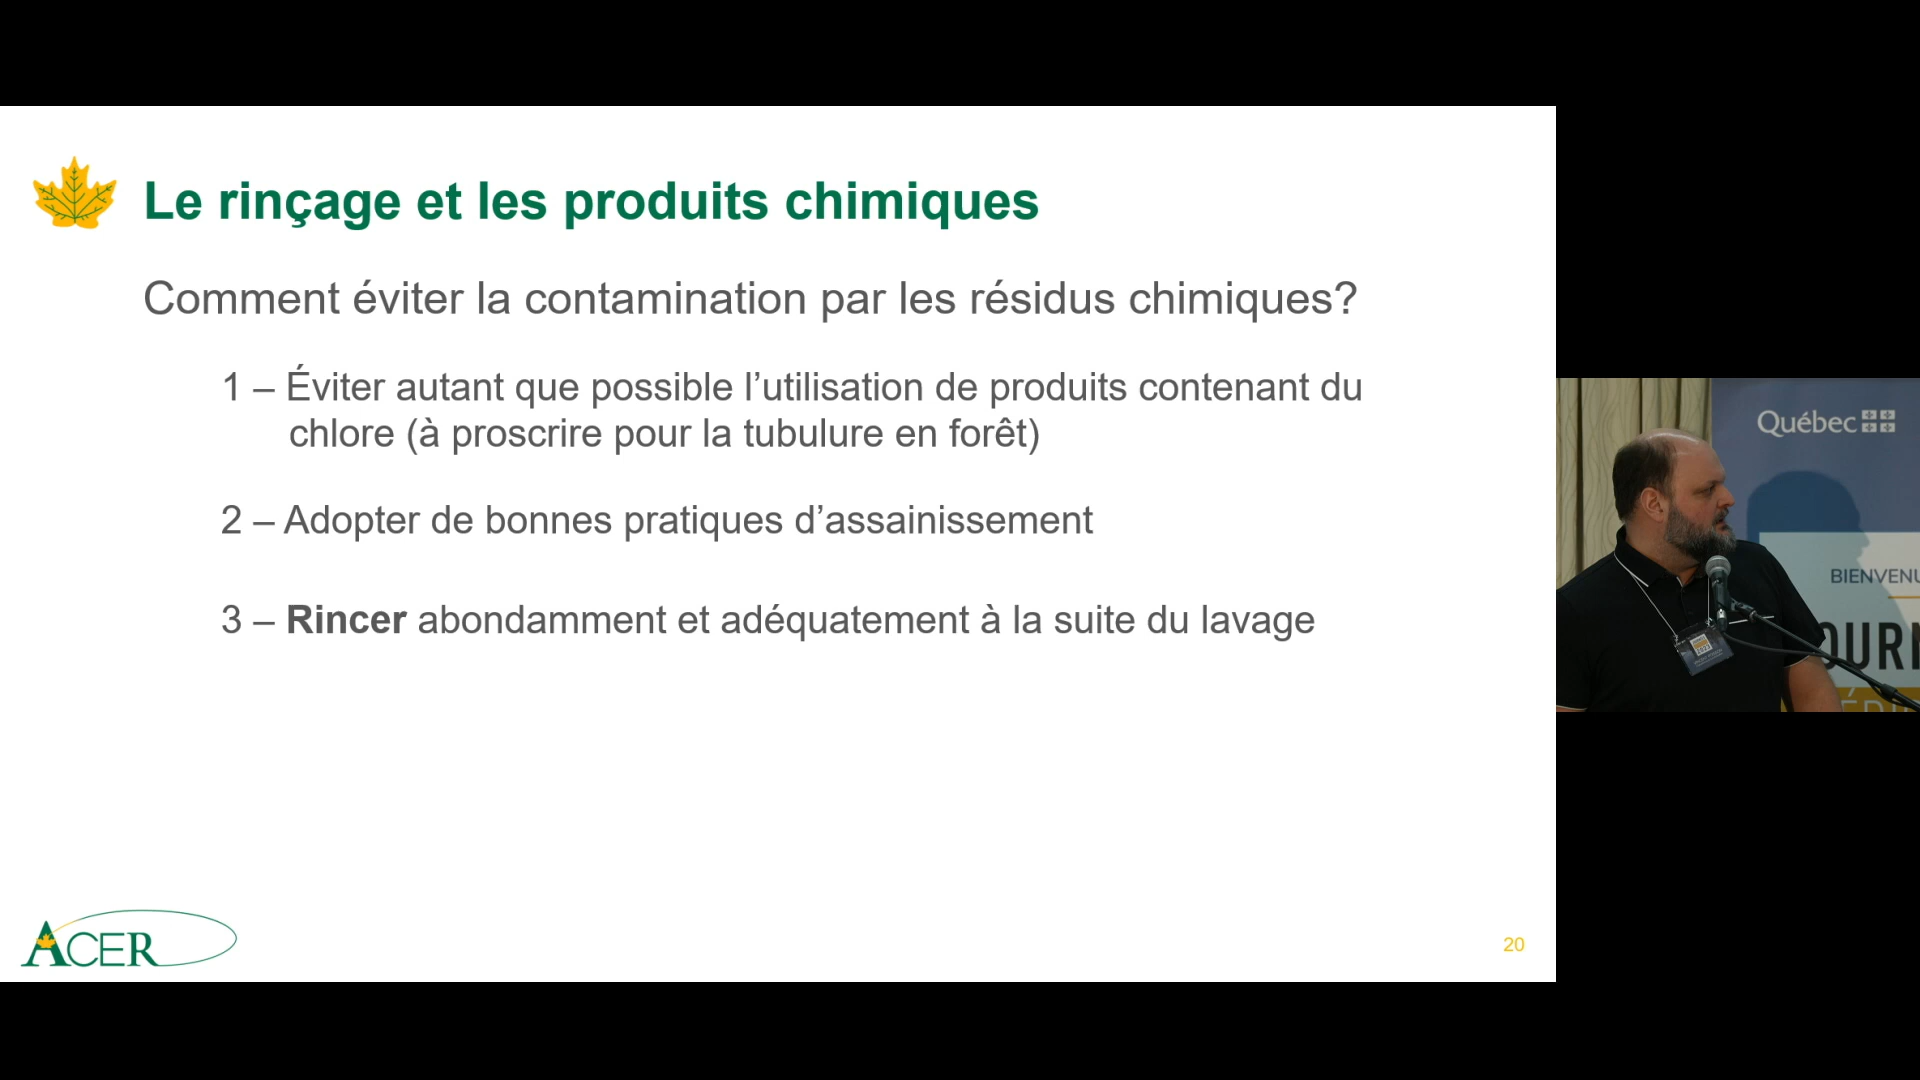 Le rinçage et les produits chimiques
Comment éviter la contamination par les résidus chimiques?
1 – Éviter autant que possible l’utilisation de produits contenant du
chlore (à proscrire pour la tubulure en forêt)
2 – Adopter de bonnes pratiques d’assainissement
3 – Rincer abondamment et adéquatement à la suite du lavage
ACER
20
Québec
BIENVENU
OURN